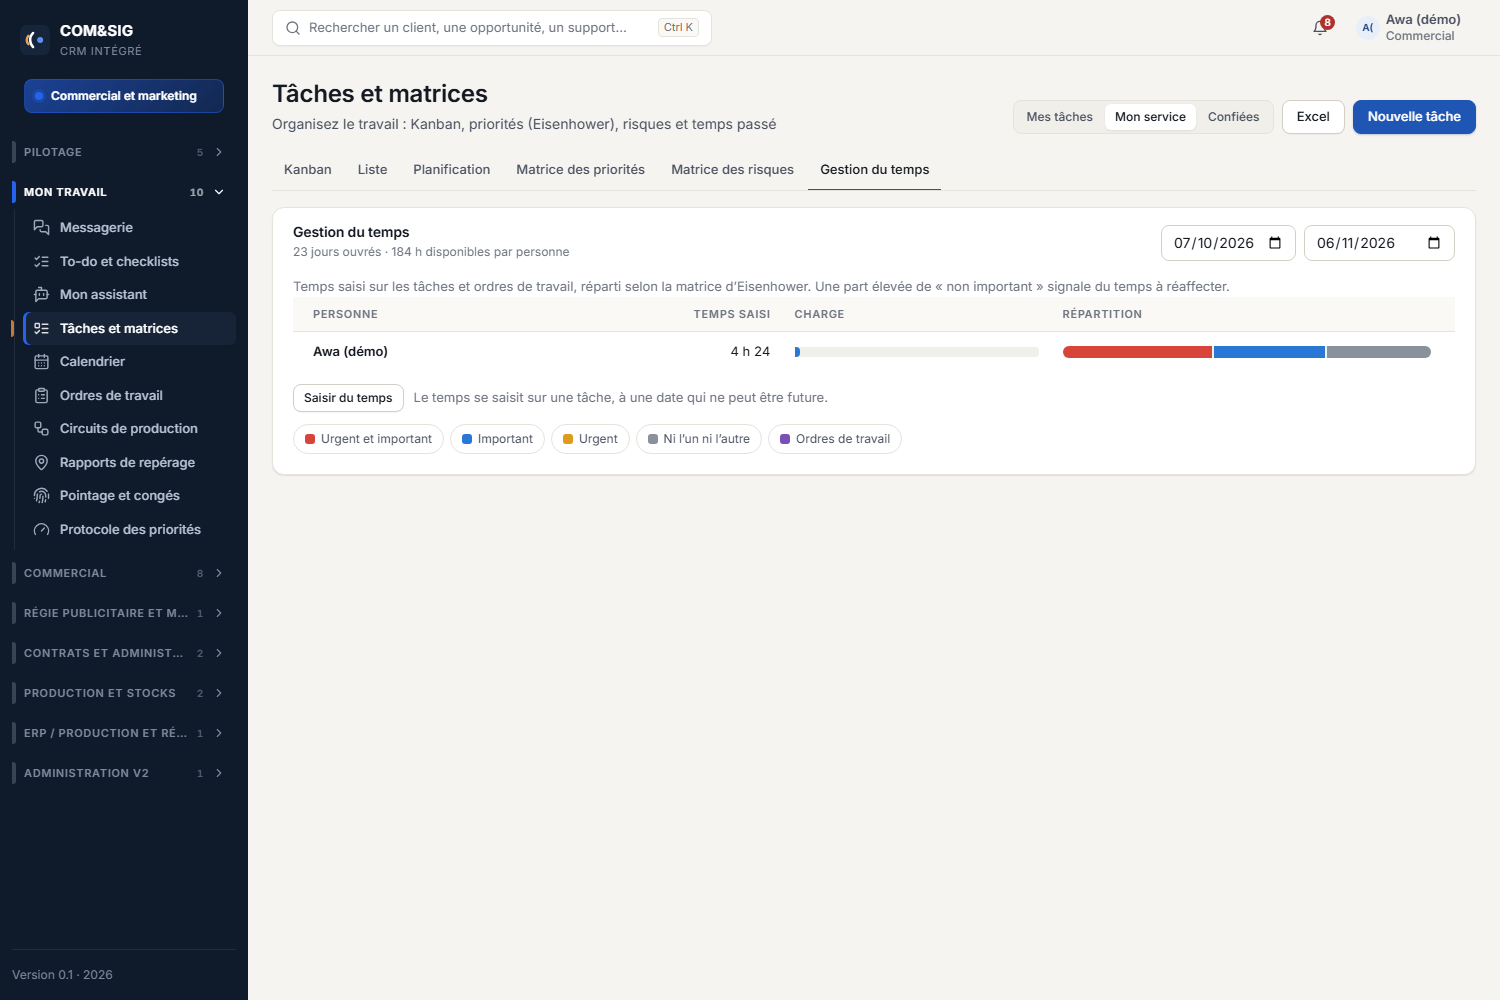 COM&SIG
CRM INTÉGRÉ
Commercial et marketing
PILOTAGE 5
MON TRAVAIL 10
Messagerie
To-do et checklists
Mon assistant
Tâches et matrices
Calendrier
Ordres de travail
Circuits de production
Rapports de repérage
Pointage et congés
Protocole des priorités
COMMERCIAL 8
RÉGIE PUBLICITAIRE ET M... 1
CONTRATS ET ADMINIST... 2
PRODUCTION ET STOCKS 2
ERP / PRODUCTION ET RÉ... 1
ADMINISTRATION V2 1
Version 0.1 · 2026
Rechercher un client, une opportunité, un support... Ctrl K
8
A( Awa (démo)
Commercial
Tâches et matrices
Organisez le travail : Kanban, priorités (Eisenhower), risques et temps passé
Mes tâches Mon service Confiées Excel Nouvelle tâche
Kanban Liste Planification Matrice des priorités Matrice des risques Gestion du temps
Gestion du temps
23 jours ouvrés · 184 h disponibles par personne
07/10/2026 06/11/2026
Temps saisi sur les tâches et ordres de travail, réparti selon la matrice d’Eisenhower. Une part élevée de « non important » signale du temps à réaffecter.
PERSONNE TEMPS SAISI CHARGE RÉPARTITION
Awa (démo) 4 h 24
Saisir du temps Le temps se saisit sur une tâche, à une date qui ne peut être future.
Urgent et important Important Urgent Ni l’un ni l’autre Ordres de travail